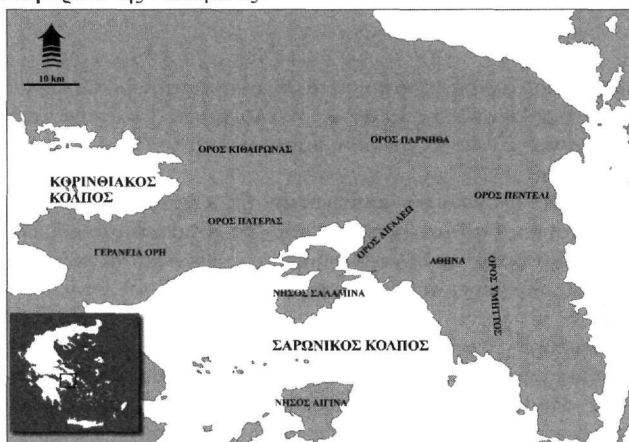 10 km
ΟΡΟΣ ΚΙΘΑΙΡΩΝΑΣ
ΟΡΟΣ ΠΑΡΝΗΘΑ
ΚΟΡΙΝΘΙΑΚΟΣ
ΚΟΛΠΟΣ
ΟΡΟΣ ΠΕΝΤΕΛΙ
ΟΡΟΣ ΠΑΤΕΡΑΣ
ΟΡΟΣ ΑΙΓΑΛΕΩ
ΓΕΡΑΝΕΙΑ ΟΡΗ
ΑΘΗΝΑ
ΟΡΟΣ ΥΜΗΤΤΟΣ
ΝΗΣΟΣ ΣΑΛΑΜΙΝΑ
ΣΑΡΩΝΙΚΟΣ ΚΟΛΠΟΣ
ΝΗΣΟΣ ΑΙΓΙΝΑ